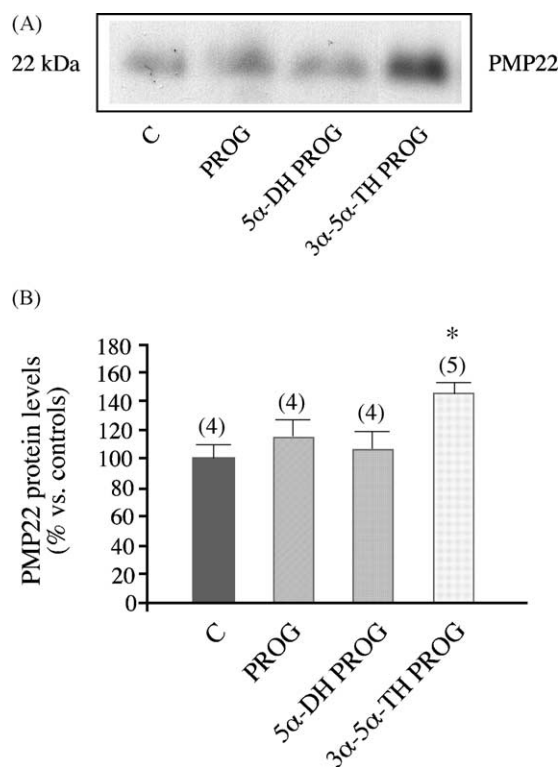 (A)
22 kDa PMP22
C PROG 5α-DH PROG 3α-5α-TH PROG
(B)
PMP22 protein levels
(% vs. controls)
180
160
140
120
100
80
60
40
20
0
(4) (4) (4) (5) *
C PROG 5α-DH PROG 3α-5α-TH PROG